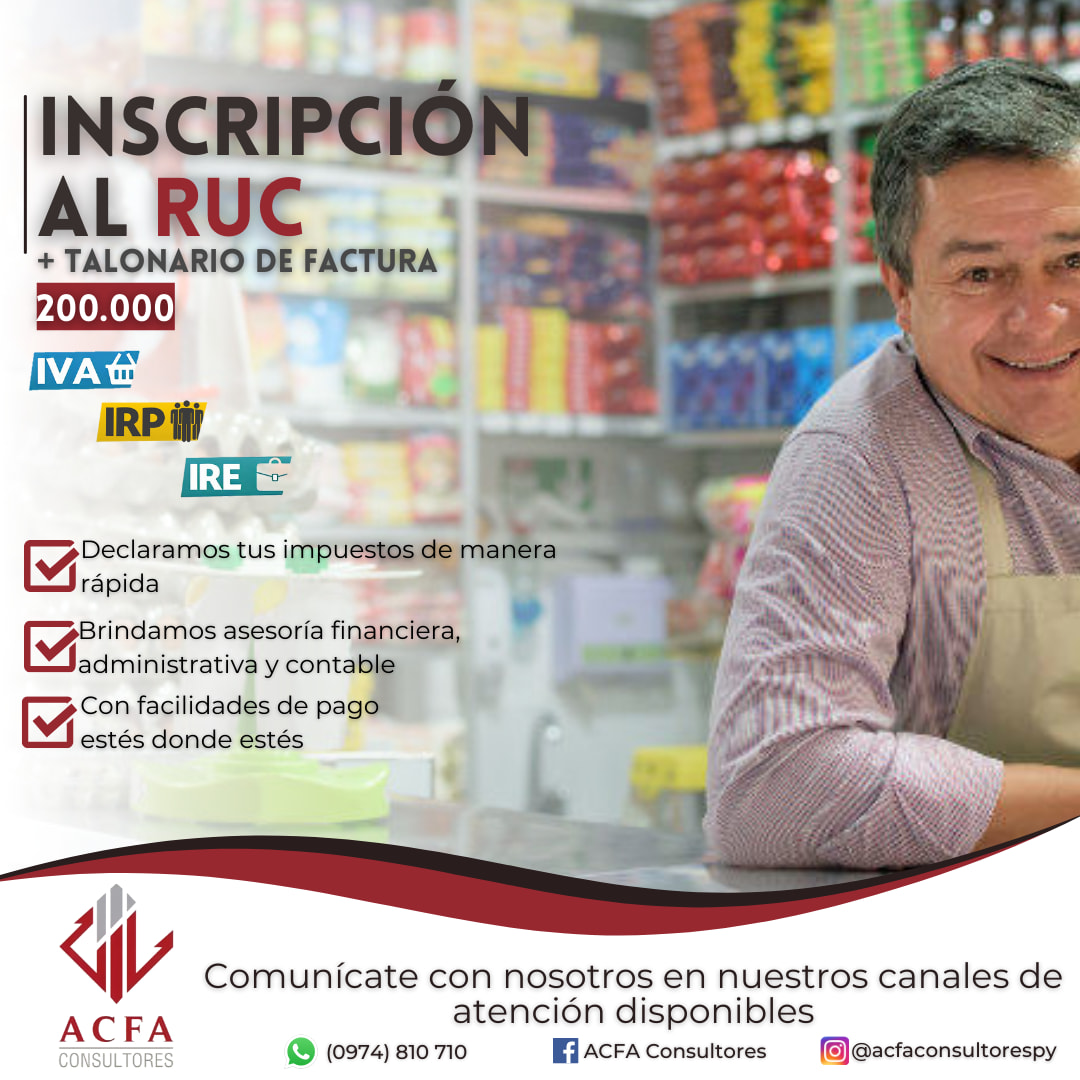 INSCRIPCIÓN
AL RUC
+ TALONARIO DE FACTURA
200.000
IVA
IRP
IRE
Declaramos tus impuestos de manera
rápida
Brindamos asesoría financiera,
administrativa y contable
Con facilidades de pago
estés donde estés
ACFA
CONSULTORES
Comunícate con nosotros en nuestros canales de
atención disponibles
(0974) 810 710
ACFA Consultores
@acfaconsultorespy